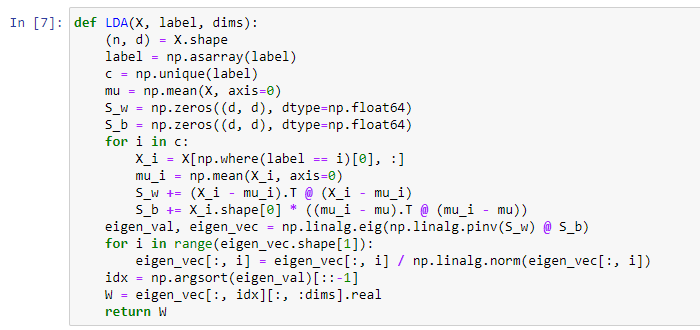 In [7]: def LDA(X, label, dims):
    (n, d) = X.shape
    label = np.asarray(label)
    c = np.unique(label)
    mu = np.mean(X, axis=0)
    S_w = np.zeros((d, d), dtype=np.float64)
    S_b = np.zeros((d, d), dtype=np.float64)
    for i in c:
        X_i = X[np.where(label == i)[0], :]
        mu_i = np.mean(X_i, axis=0)
        S_w += (X_i - mu_i).T @ (X_i - mu_i)
        S_b += X_i.shape[0] * ((mu_i - mu).T @ (mu_i - mu))
    eigen_val, eigen_vec = np.linalg.eig(np.linalg.pinv(S_w) @ S_b)
    for i in range(eigen_vec.shape[1]):
        eigen_vec[:, i] = eigen_vec[:, i] / np.linalg.norm(eigen_vec[:, i])
    idx = np.argsort(eigen_val)[::-1]
    W = eigen_vec[:, idx][:, :dims].real
    return W